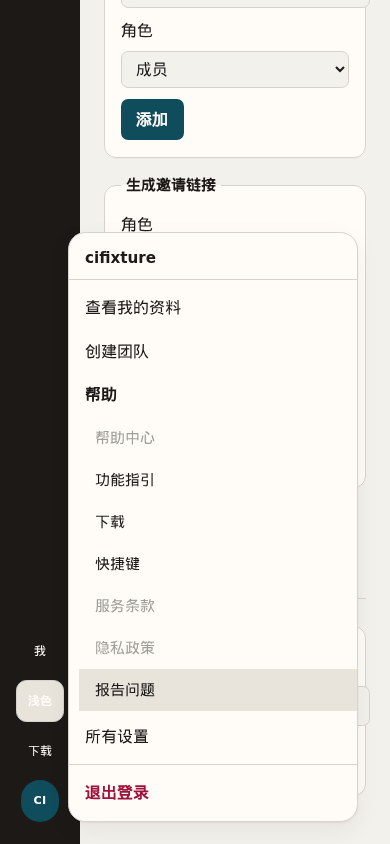 角色
成员
添加
生成邀请链接
角色
cifixture
查看我的资料
创建团队
帮助
帮助中心
功能指引
下载
快捷键
服务条款
隐私政策
报告问题
所有设置
退出登录
我
浅色
下载
CI